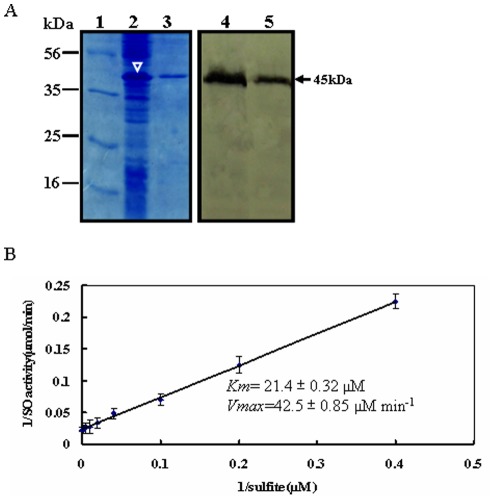 A
kDa 1 2 3 4 5
56
35
25
16
45kDa
B
1/SO activity(μmol/min)
0.25
0.2
0.15
0.1
0.05
0
Km= 21.4 ± 0.32 μM
Vmax=42.5 ± 0.85 μM min-1
0 0.1 0.2 0.3 0.4 0.5
1/sulfite(μM)